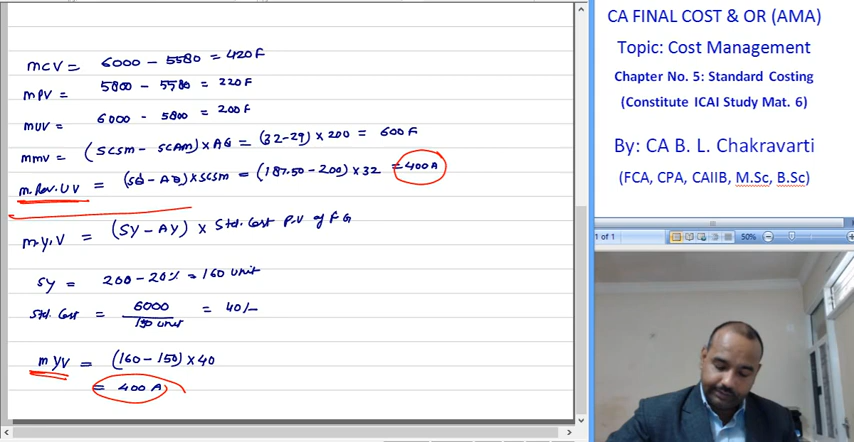 MCV = 6000 - 5580 = 420 F
MPV = 5800 - 5580 = 220 F
MUV = 6000 - 5800 = 200 F
MMV = (SCSM - SCAM) × AQ = (32-29) × 200 = 600 F
M.Rev.UV = (SQ - AQ) × SCSM = (187.50 - 200) × 32 = 400 A
M.Y.V = (SY - AY) × Std. Cost P.U of FG
SY = 200 - 20% = 160 unit
Std. Cost = 6000 / 150 unit = 40/-
MYV = (160 - 150) × 40
= 400 A
CA FINAL COST & OR (AMA)
Topic: Cost Management
Chapter No. 5: Standard Costing
(Constitute ICAI Study Mat. 6)
By: CA B. L. Chakravarti
(FCA, CPA, CAIIB, M.Sc, B.Sc)
1 of 1
50%